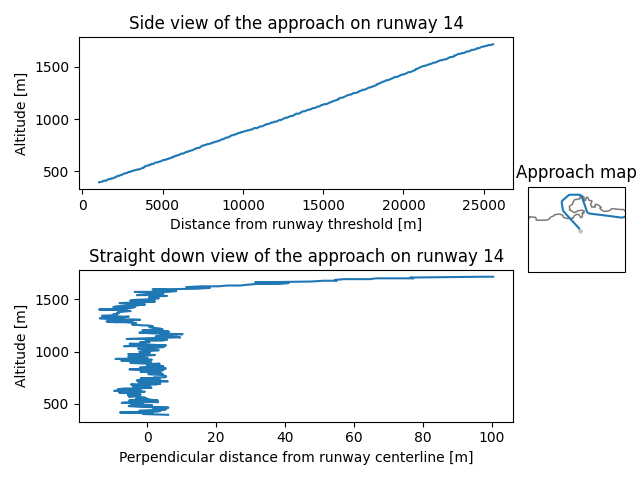 Side view of the approach on runway 14
1500
1000
500
Altitude [m]
0 5000 10000 15000 20000 25000
Distance from runway threshold [m]
Approach map
Straight down view of the approach on runway 14
1500
1000
500
Altitude [m]
0 20 40 60 80 100
Perpendicular distance from runway centerline [m]